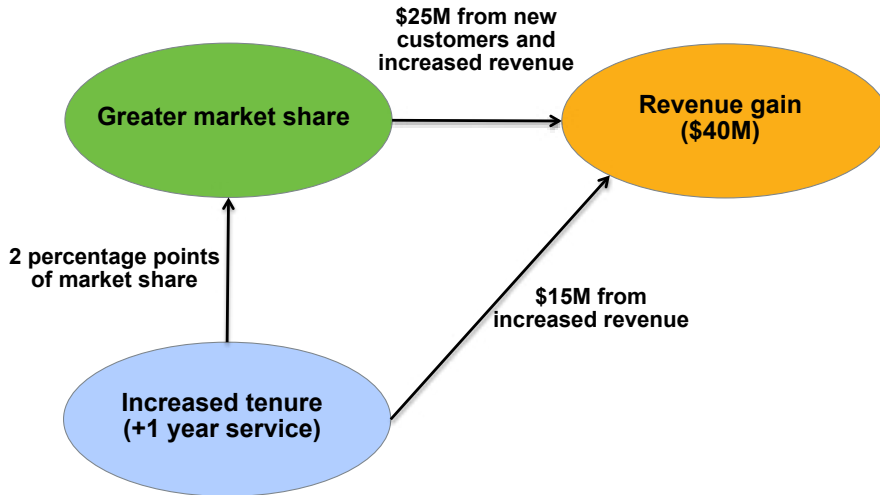 $25M from new
customers and
increased revenue
Greater market share
Revenue gain
($40M)
2 percentage points
of market share
$15M from
increased revenue
Increased tenure
(+1 year service)